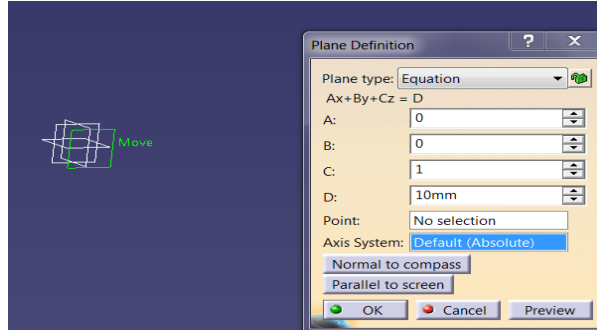 Plane Definition
? X
Plane type: Equation
Ax+By+Cz = D
A: 0
B: 0
C: 1
D: 10mm
Point: No selection
Axis System: Default (Absolute)
Normal to compass
Parallel to screen
OK Cancel Preview
Move